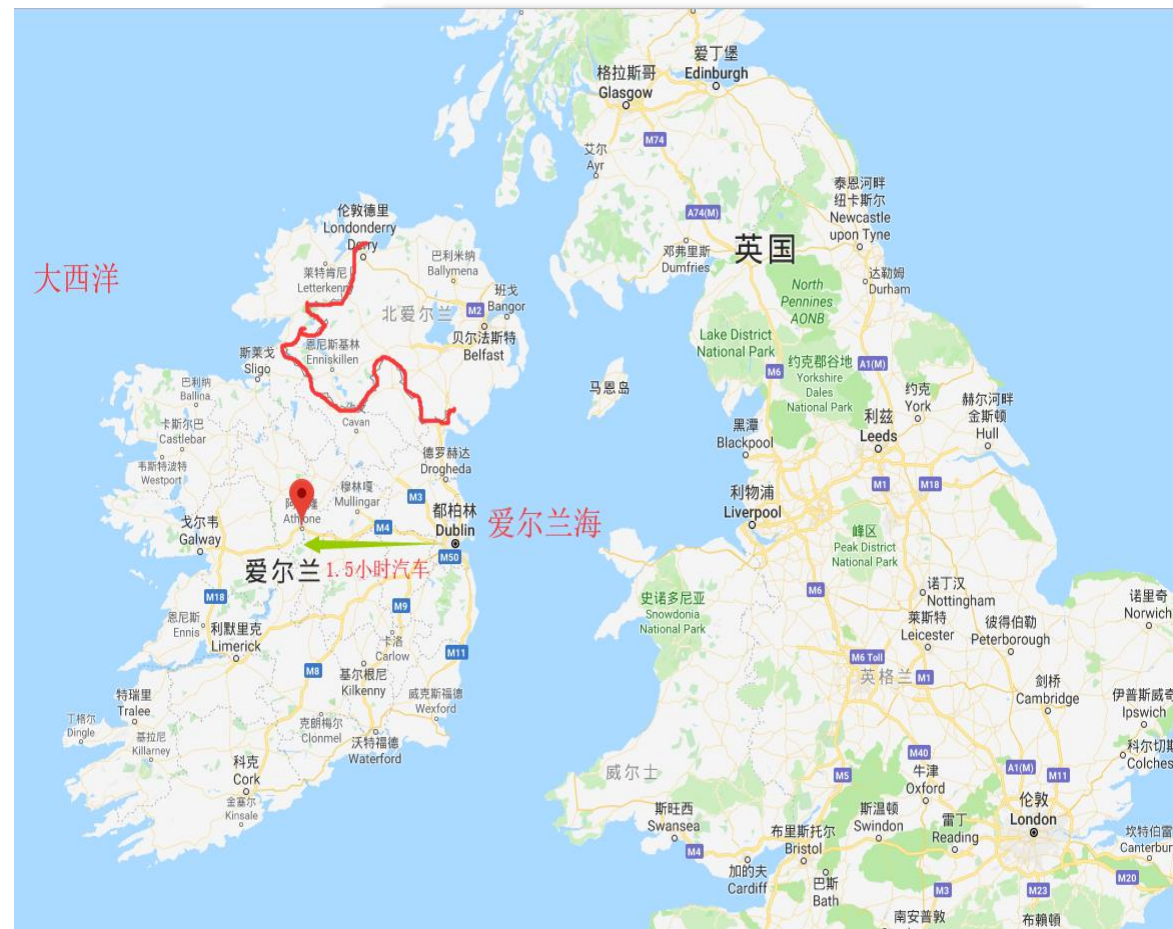 爱丁堡
Edinburgh
格拉斯哥
Glasgow
M74
艾尔
Ayr
泰恩河畔
纽卡斯尔
Newcastle
upon Tyne
A74(M)
伦敦德里
Londonderry
Derry
英国
邓弗里斯
Dumfries
巴利米纳
Ballymena
大西洋
莱特肯尼
Letterkenny
达勒姆
Durham
North
Pennines
AONB
班戈
Bangor
北爱尔兰
M2
贝尔法斯特
Belfast
Lake District
National Park
恩尼斯基林
Enniskillen
斯莱戈
Sligo
M6
约克郡谷地
Yorkshire
Dales
National Park
A1(M)
马恩岛
巴利纳
Ballina
约克
York
赫尔河畔
金斯顿
Hull
利兹
Leeds
卡斯尔巴
Castlebar
Cavan
黑潭
Blackpool
德罗赫达
Drogheda
韦斯特波特
Westport
M1
M18
穆林嘎
Mullingar
M3
利物浦
Liverpool
Athlone
都柏林
Dublin
爱尔兰海
戈尔韦
Galway
M4
峰区
Peak District
National Park
M50
爱尔兰
1.5小时汽车
M18
M6
诺丁汉
Nottingham
史诺多尼亚
Snowdonia
National Park
诺里奇
Norwich
M9
恩尼斯
Ennis
利默里克
Limerick
莱斯特
Leicester
彼得伯勒
Peterborough
卡洛
Carlow
M11
M6 Toll
英格兰
M1
M8
基尔根尼
Kilkenny
剑桥
Cambridge
特瑞里
Tralee
威克斯福德
Wexford
伊普斯威奇
Ipswich
丁格尔
Dingle
克朗梅尔
Clonmel
基拉尼
Killarney
沃特福德
Waterford
科尔切斯
Colches
M40
科克
Cork
威尔士
M5
牛津
Oxford
A1(M)
M11
金塞尔
Kinsale
斯旺西
Swansea
斯温顿
Swindon
伦敦
London
雷丁
Reading
布里斯托尔
Bristol
坎特伯雷
Canterbur
M4
加的夫
Cardiff
巴斯
Bath
M3
M23
M20
南安普敦
布赖顿